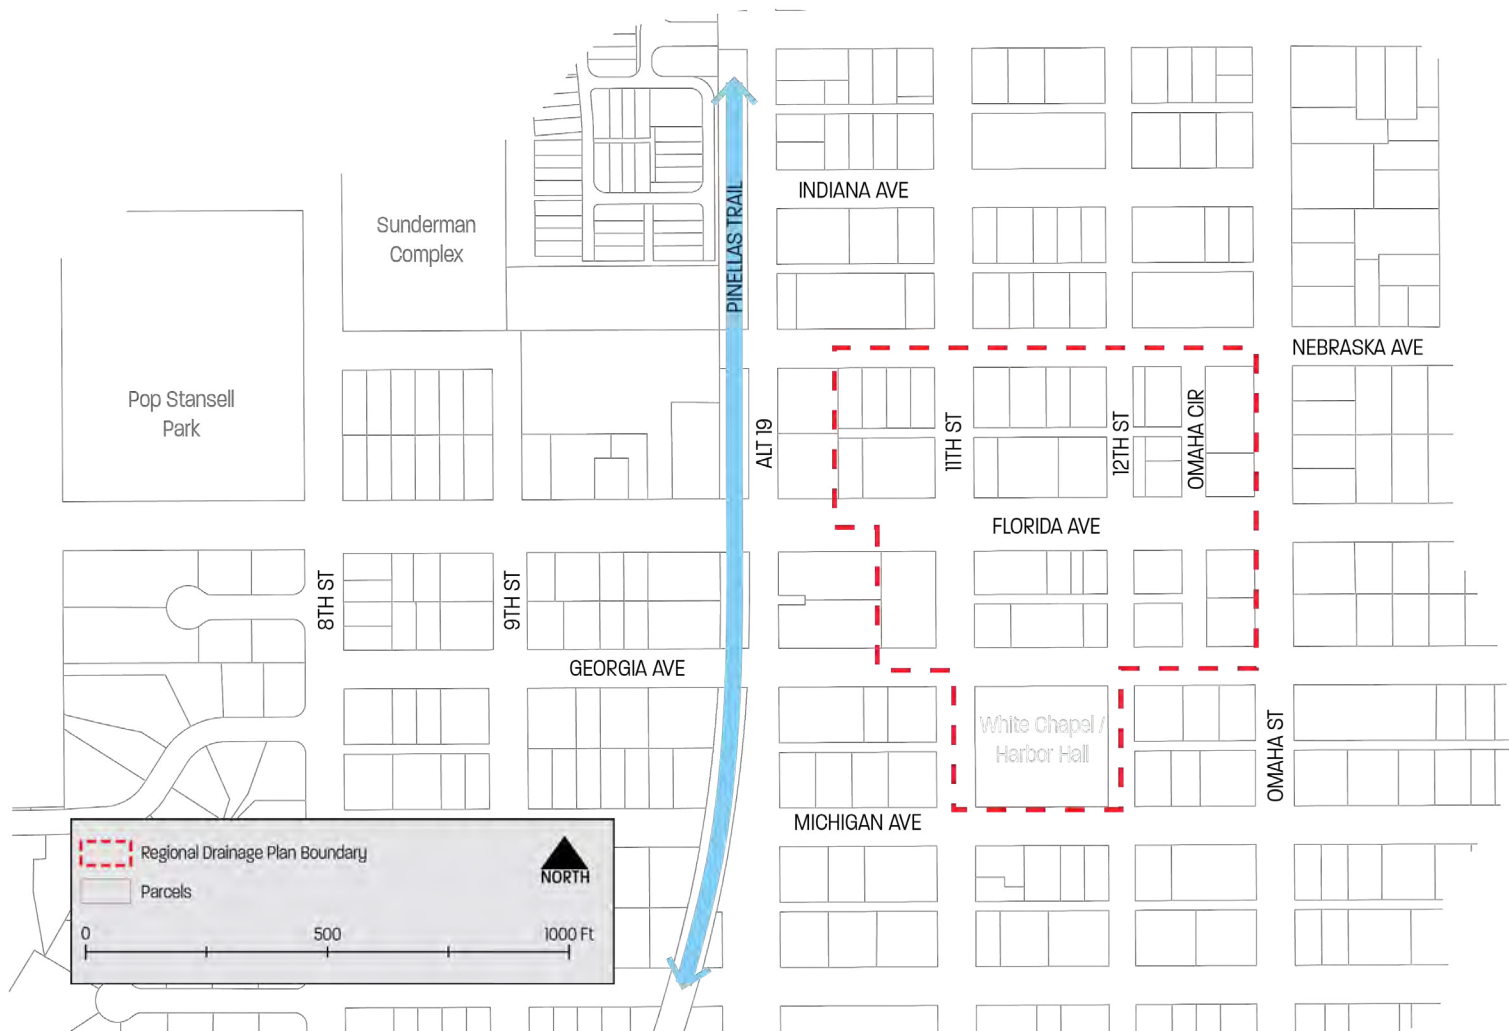 INDIANA AVE
PINELLAS TRAIL
Sunderman
Complex
NEBRASKA AVE
Pop Stansell
Park
ALT 19
11TH ST
12TH ST
OMAHA CIR
FLORIDA AVE
8TH ST
9TH ST
GEORGIA AVE
White Chapel /
Harbor Hall
OMAHA ST
MICHIGAN AVE
Regional Drainage Plan Boundary
Parcels
NORTH
0 500 1000 Ft